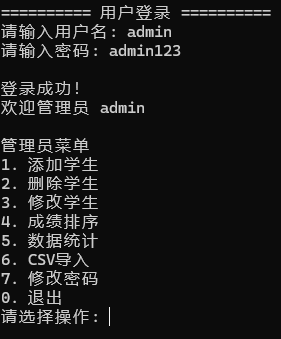 ========== 用户登录 ==========
请输入用户名: admin
请输入密码: admin123
登录成功!
欢迎管理员 admin
管理员菜单
1. 添加学生
2. 删除学生
3. 修改学生
4. 成绩排序
5. 数据统计
6. CSV导入
7. 修改密码
0. 退出
请选择操作: